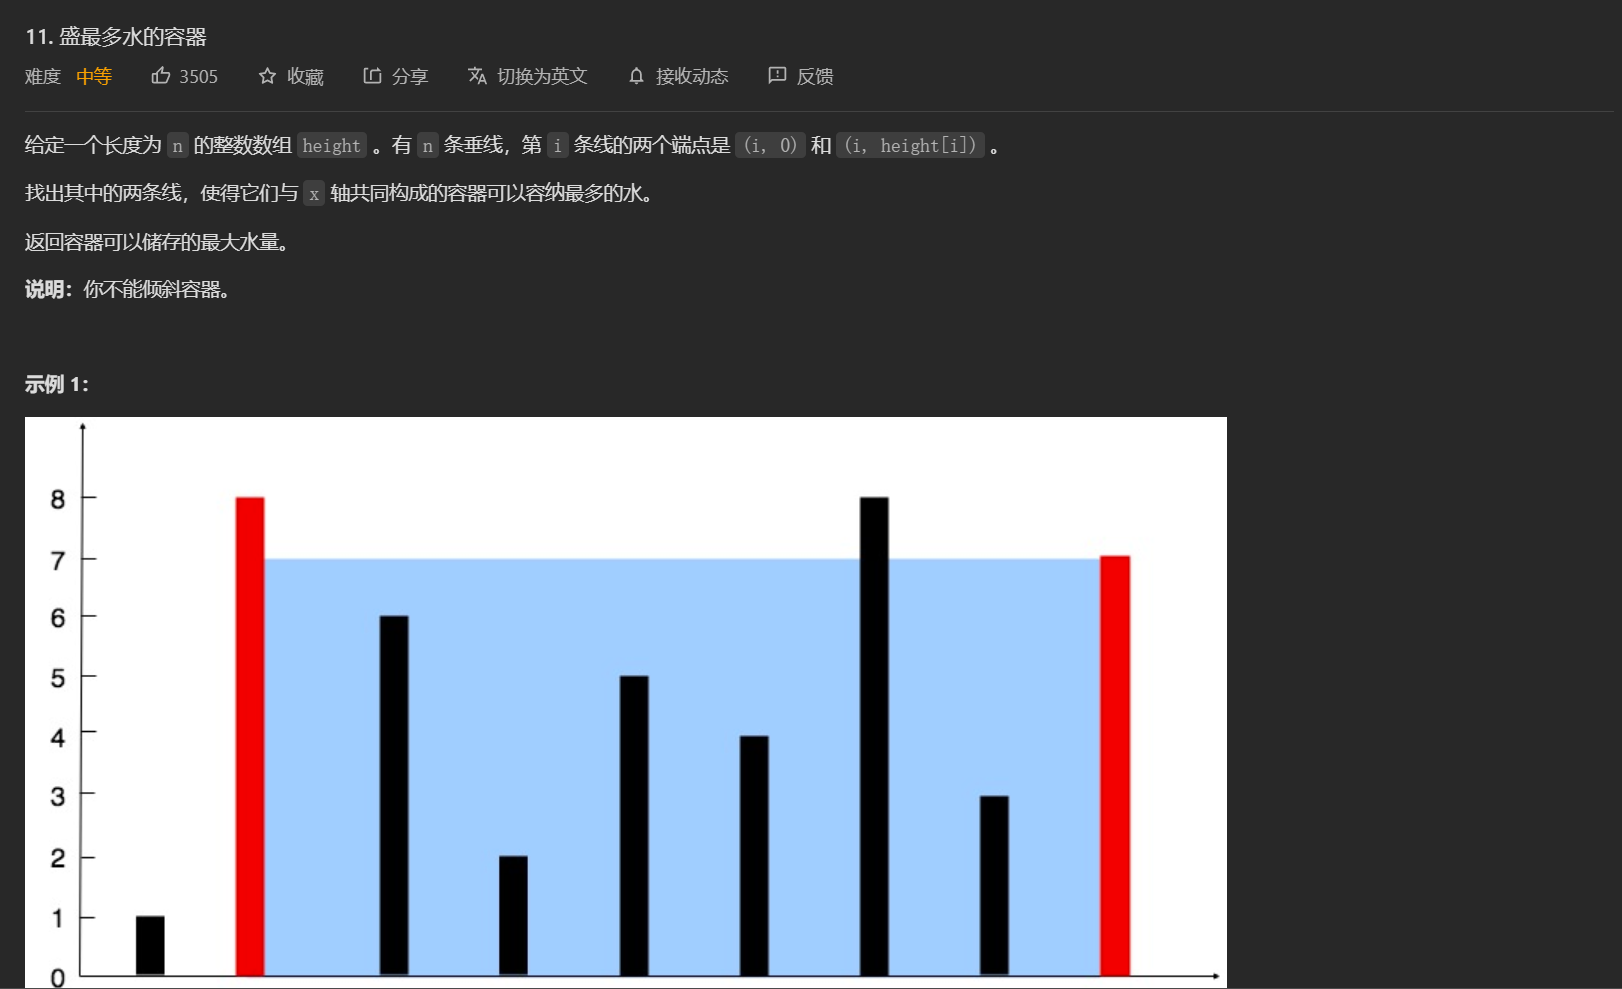 11. 盛最多水的容器
难度 中等 3505 收藏 分享 切换为英文 接收动态 反馈
给定一个长度为 n 的整数数组 height 。有 n 条垂线，第 i 条线的两个端点是 (i, 0) 和 (i, height[i]) 。
找出其中的两条线，使得它们与 x 轴共同构成的容器可以容纳最多的水。
返回容器可以储存的最大水量。
说明：你不能倾斜容器。
示例 1：
8
7
6
5
4
3
2
1
0